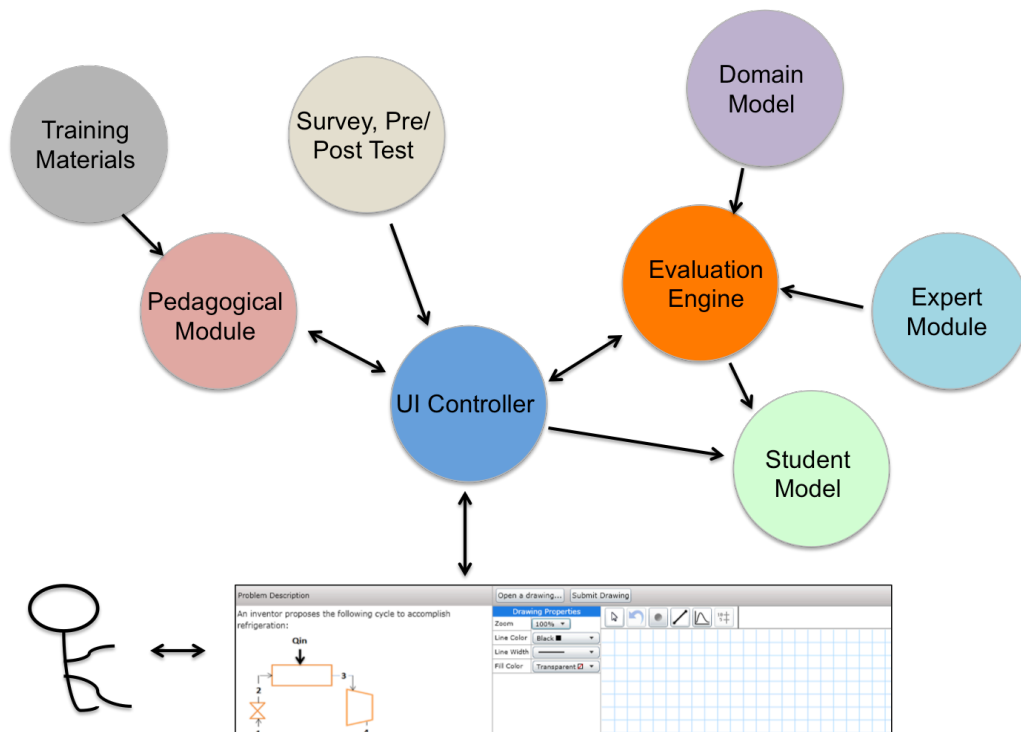 Domain
Model
Training
Materials
Survey, Pre/
Post Test
Pedagogical
Module
Evaluation
Engine
Expert
Module
UI Controller
Student
Model
Problem Description
An inventor proposes the following cycle to accomplish
refrigeration:
Qin
2
3
Open a drawing...
Submit Drawing
Drawing Properties
Zoom
100%
Line Color
Black
Line Width
Fill Color
Transparent